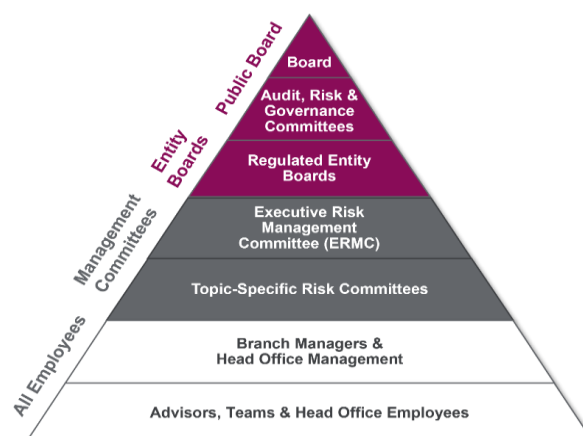 Public Board
Board
Audit, Risk &
Governance
Committees
Entity
Boards
Regulated Entity
Boards
Management
Committees
Executive Risk
Management
Committee (ERMC)
Topic-Specific Risk Committees
All Employees
Branch Managers &
Head Office Management
Advisors, Teams & Head Office Employees